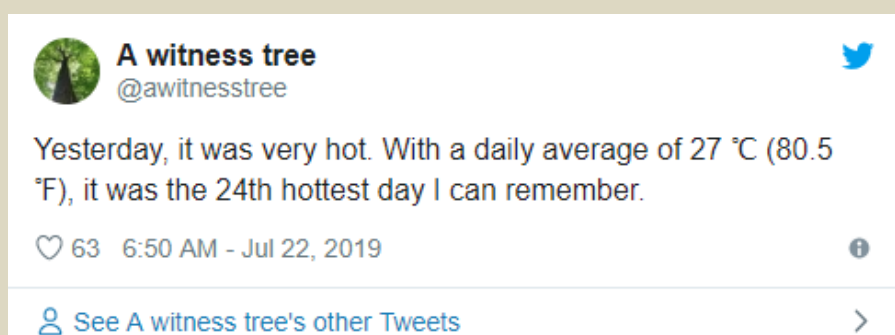 A witness tree
@awitnesstree
Yesterday, it was very hot. With a daily average of 27 ℃ (80.5
℉), it was the 24th hottest day I can remember.
63 6:50 AM - Jul 22, 2019
See A witness tree's other Tweets